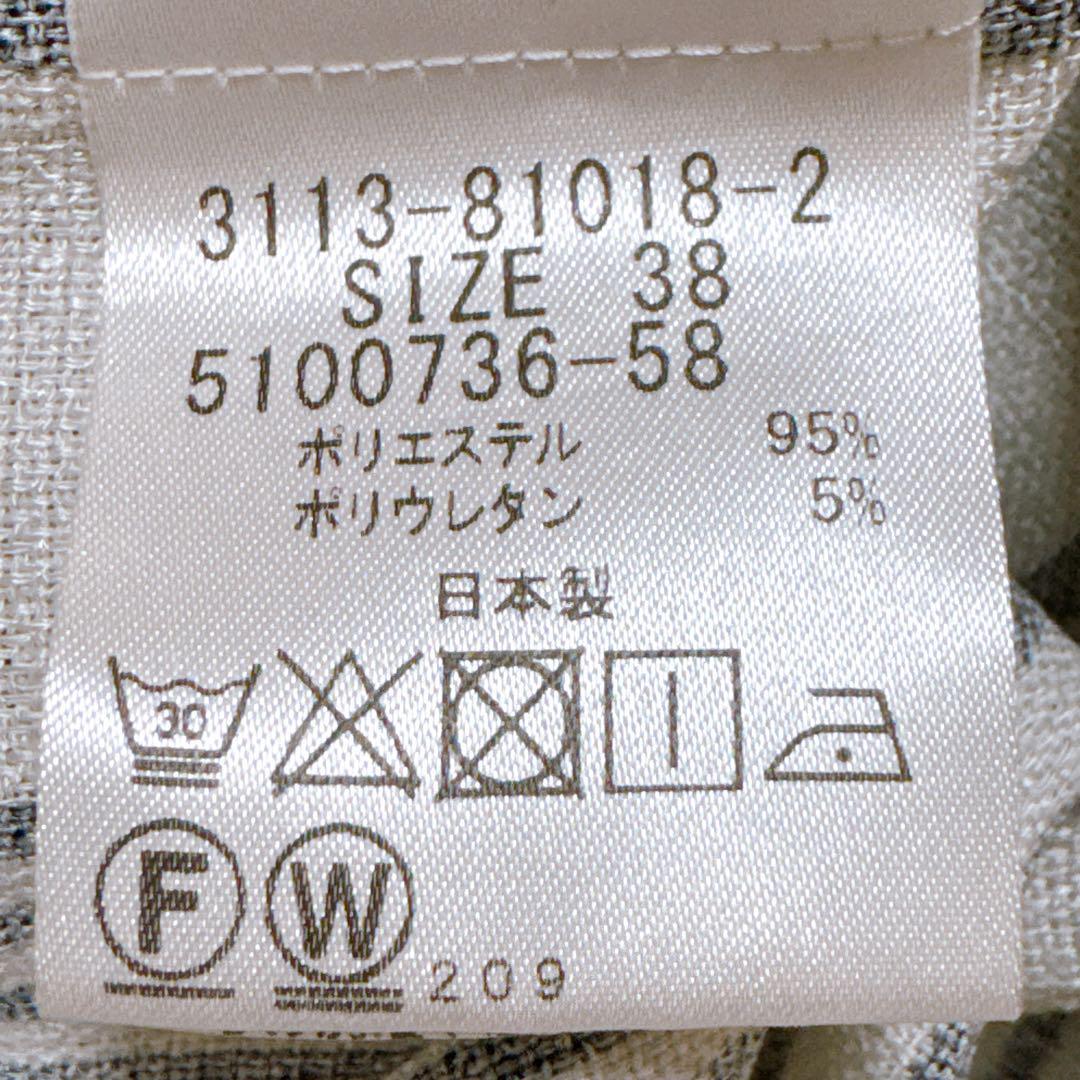 3113-81018-2
SIZE 38
5100736-58
ポリエステル 95%
ポリウレタン 5%
日本製
30
F W 209